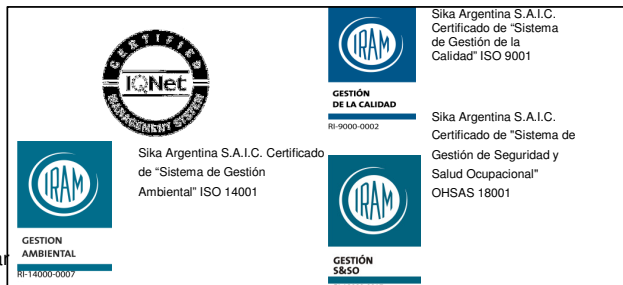 CERTIFIED
IQNet
MANAGEMENT SYSTEM
IRAM
GESTIÓN
DE LA CALIDAD
RI-9000-0002
Sika Argentina S.A.I.C.
Certificado de “Sistema
de Gestión de la
Calidad” ISO 9001
IRAM
GESTION
AMBIENTAL
RI-14000-0007
Sika Argentina S.A.I.C. Certificado
de “Sistema de Gestión
Ambiental” ISO 14001
IRAM
GESTIÓN
S&SO
Sika Argentina S.A.I.C.
Certificado de "Sistema de
Gestión de Seguridad y
Salud Ocupacional"
OHSAS 18001